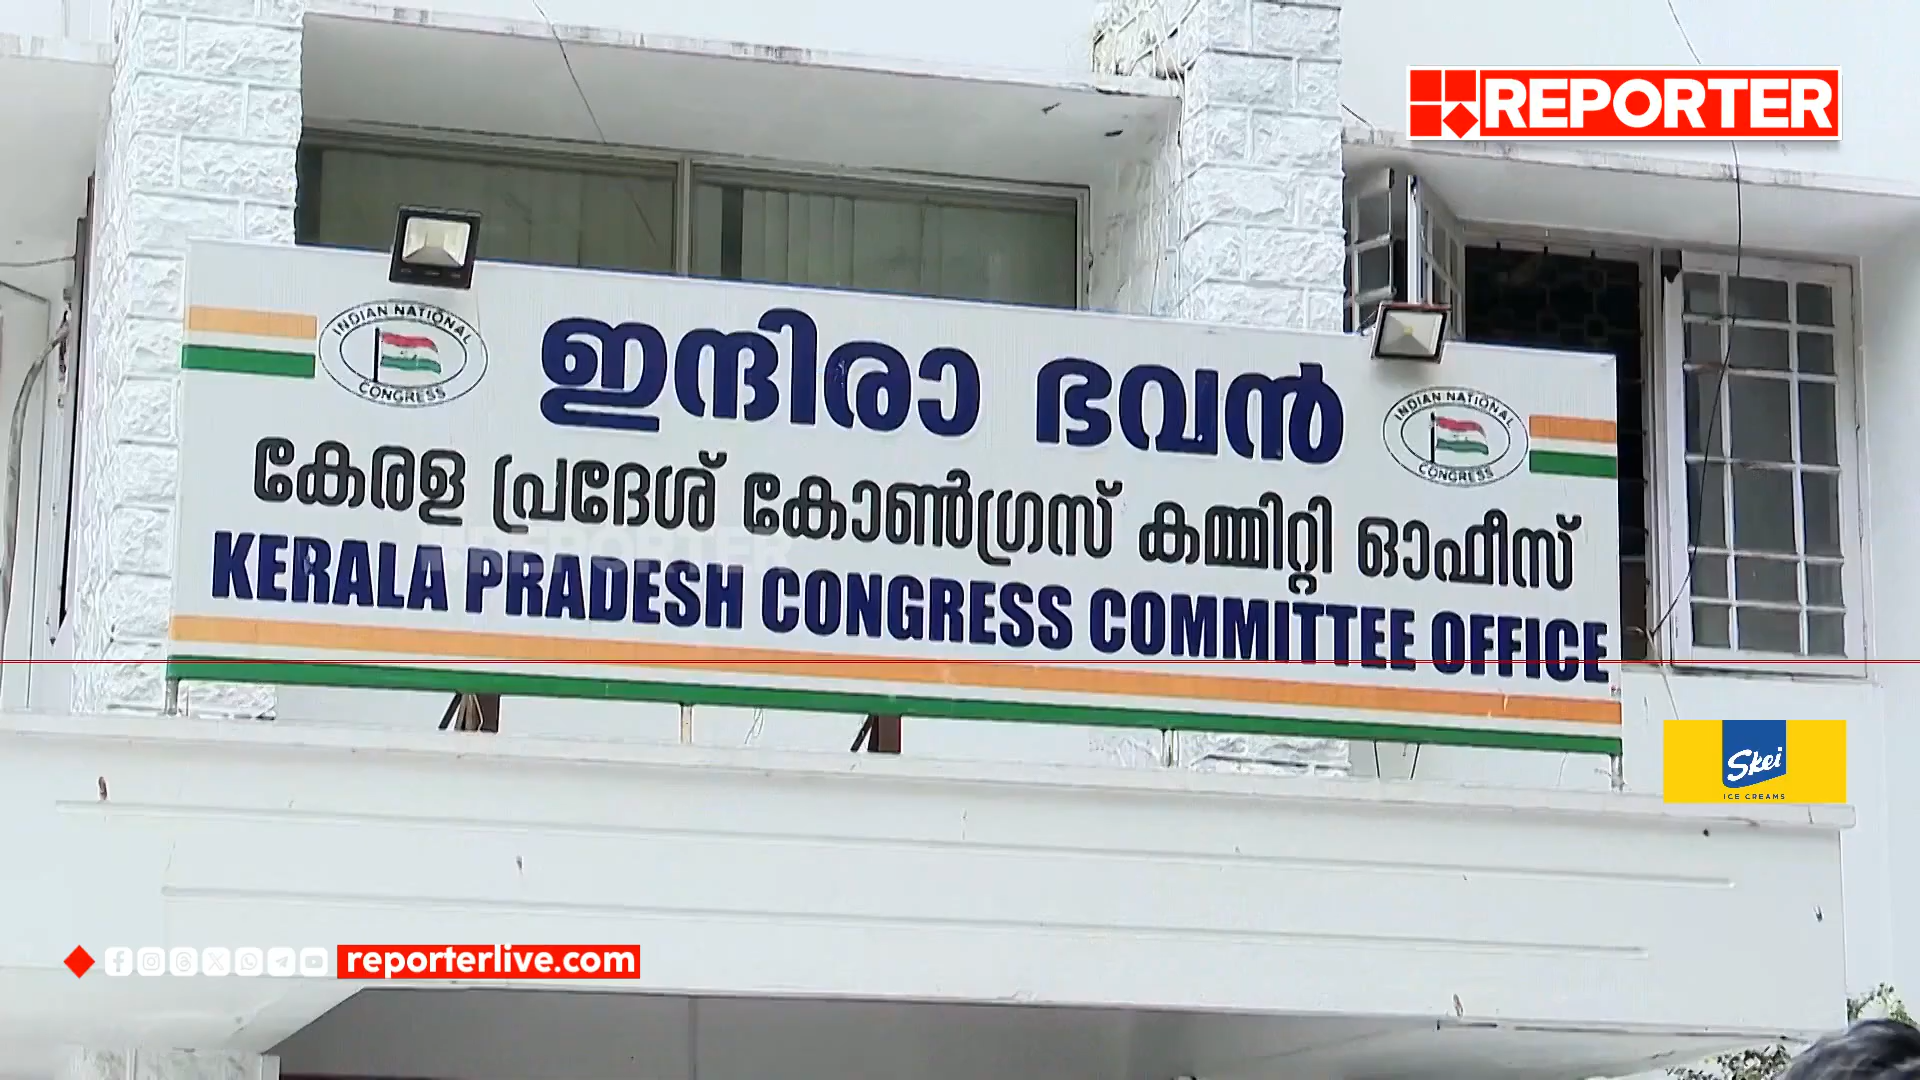 REPORTER
INDIAN NATIONAL
CONGRESS
ഇന്ദിരാ ഭവൻ
INDIAN NATIONAL
CONGRESS
കേരള പ്രദേശ് കോൺഗ്രസ് കമ്മിറ്റി ഓഫീസ്
REPORTER
KERALA PRADESH CONGRESS COMMITTEE OFFICE
Skei
ICE CREAMS
reporterlive.com